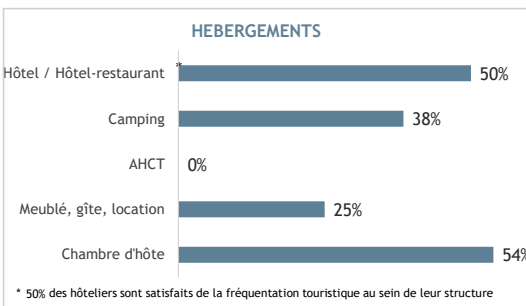 HEBERGEMENTS
Hôtel / Hôtel-restaurant * 50%
Camping 38%
AHCT 0%
Meublé, gîte, location 25%
Chambre d'hôte 54%
* 50% des hôteliers sont satisfaits de la fréquentation touristique au sein de leur structure